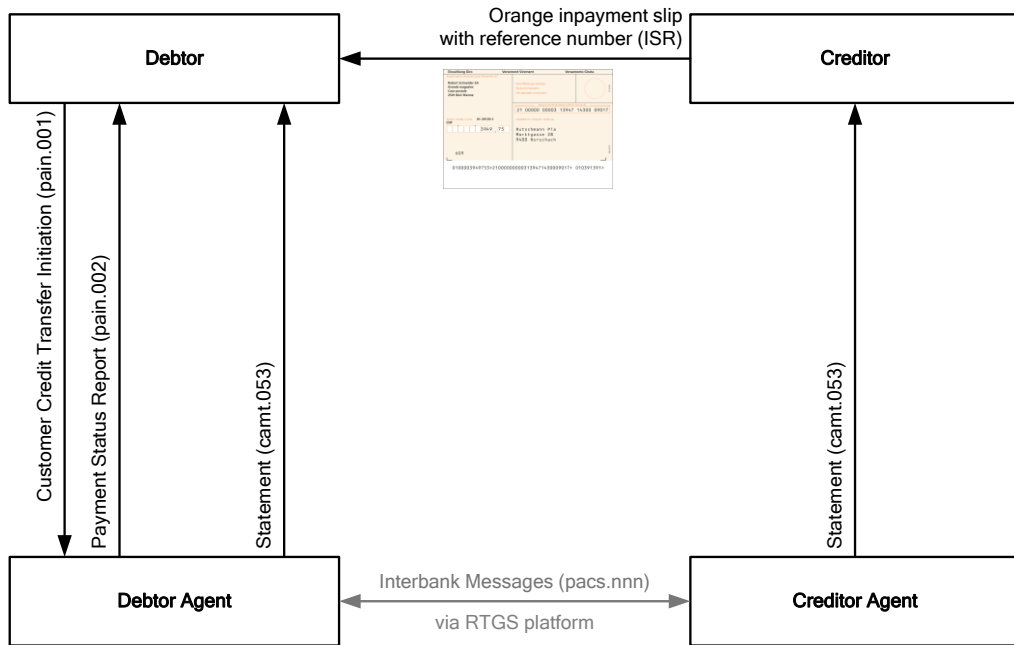 Orange inpayment slip
with reference number (ISR)
Debtor
Creditor
Customer Credit Transfer Initiation (pain.001)
Payment Status Report (pain.002)
Statement (camt.053)
Statement (camt.053)
Debtor Agent
Interbank Messages (pacs.nnn)
via RTGS platform
Creditor Agent